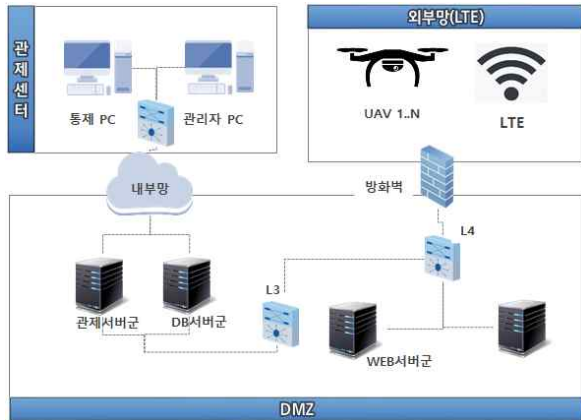 관제센터
통제 PC
관리자 PC
외부망(LTE)
UAV 1..N
LTE
내부망
방화벽
L4
관제서버군
DB서버군
L3
WEB서버군
DMZ